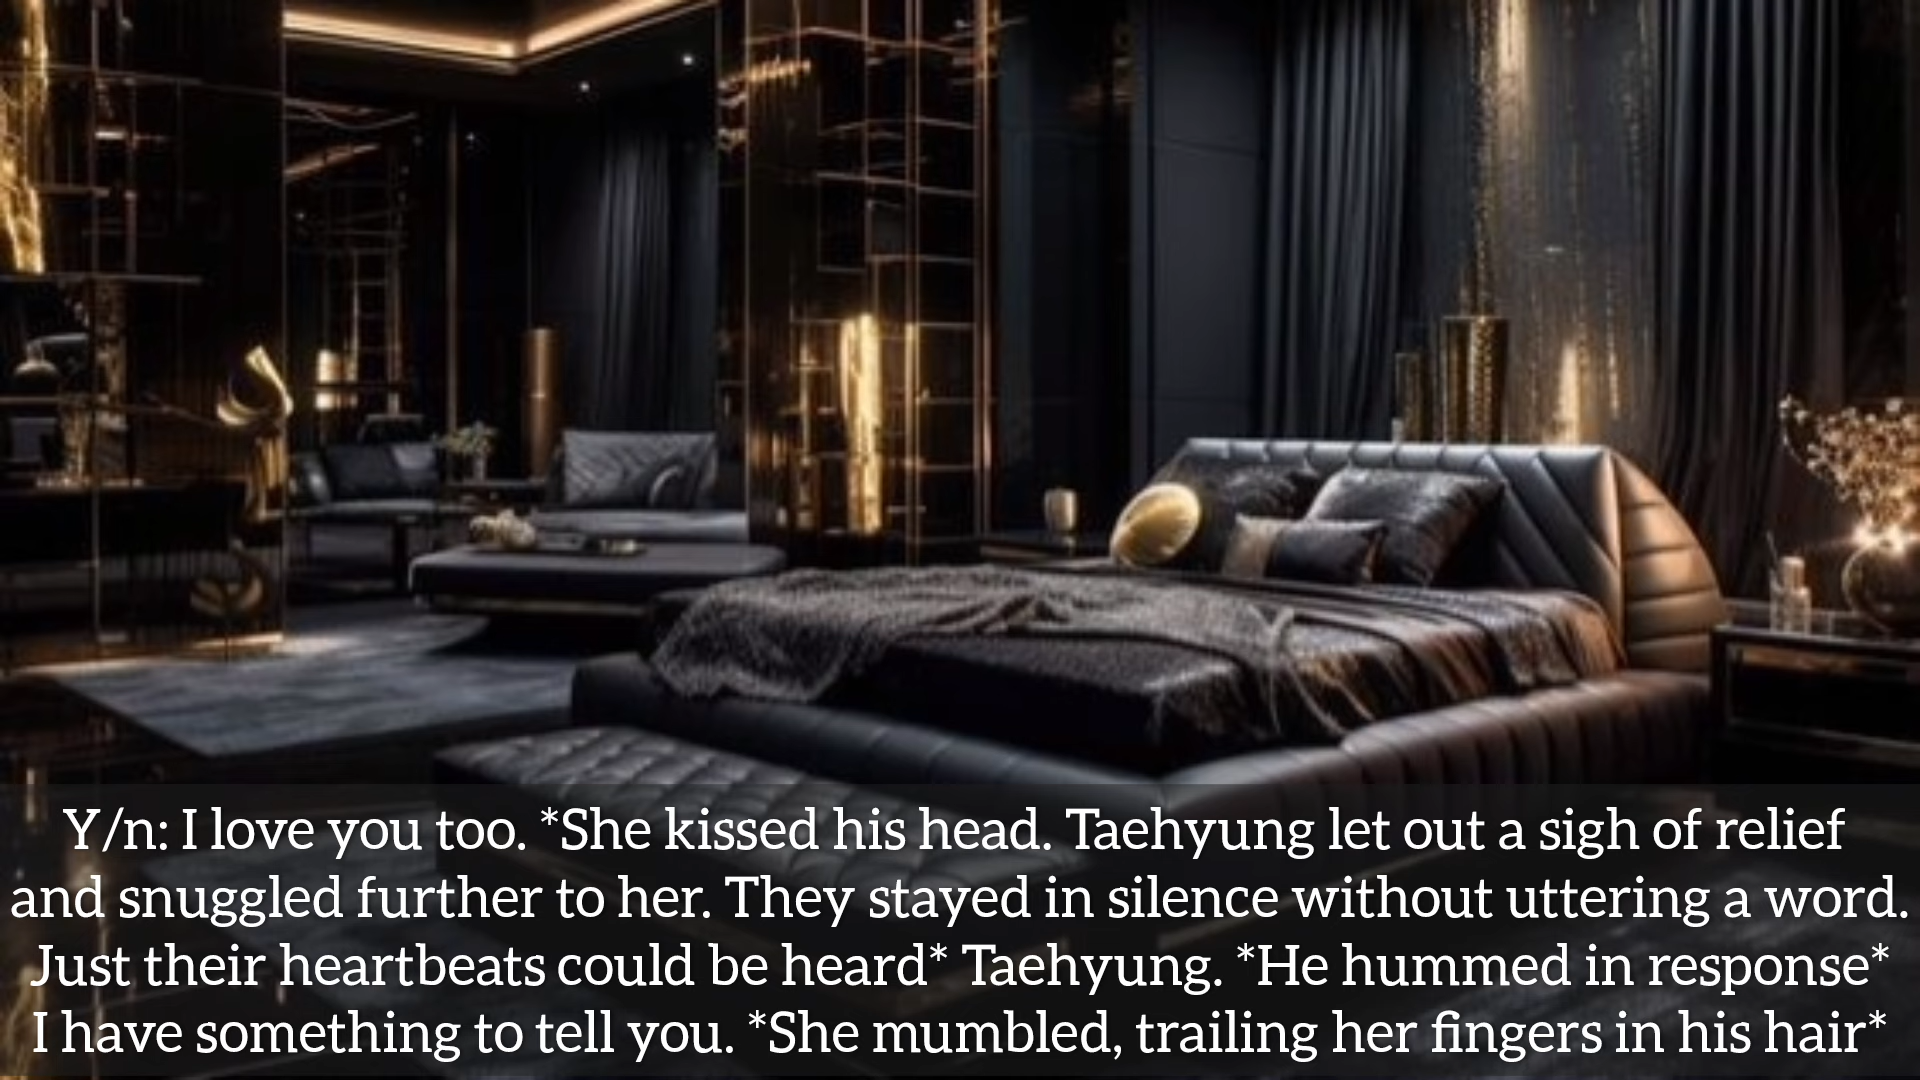 Y/n: I love you too. *She kissed his head. Taehyung let out a sigh of relief
and snuggled further to her. They stayed in silence without uttering a word.
Just their heartbeats could be heard* Taehyung. *He hummed in response*
I have something to tell you. *She mumbled, trailing her fingers in his hair*